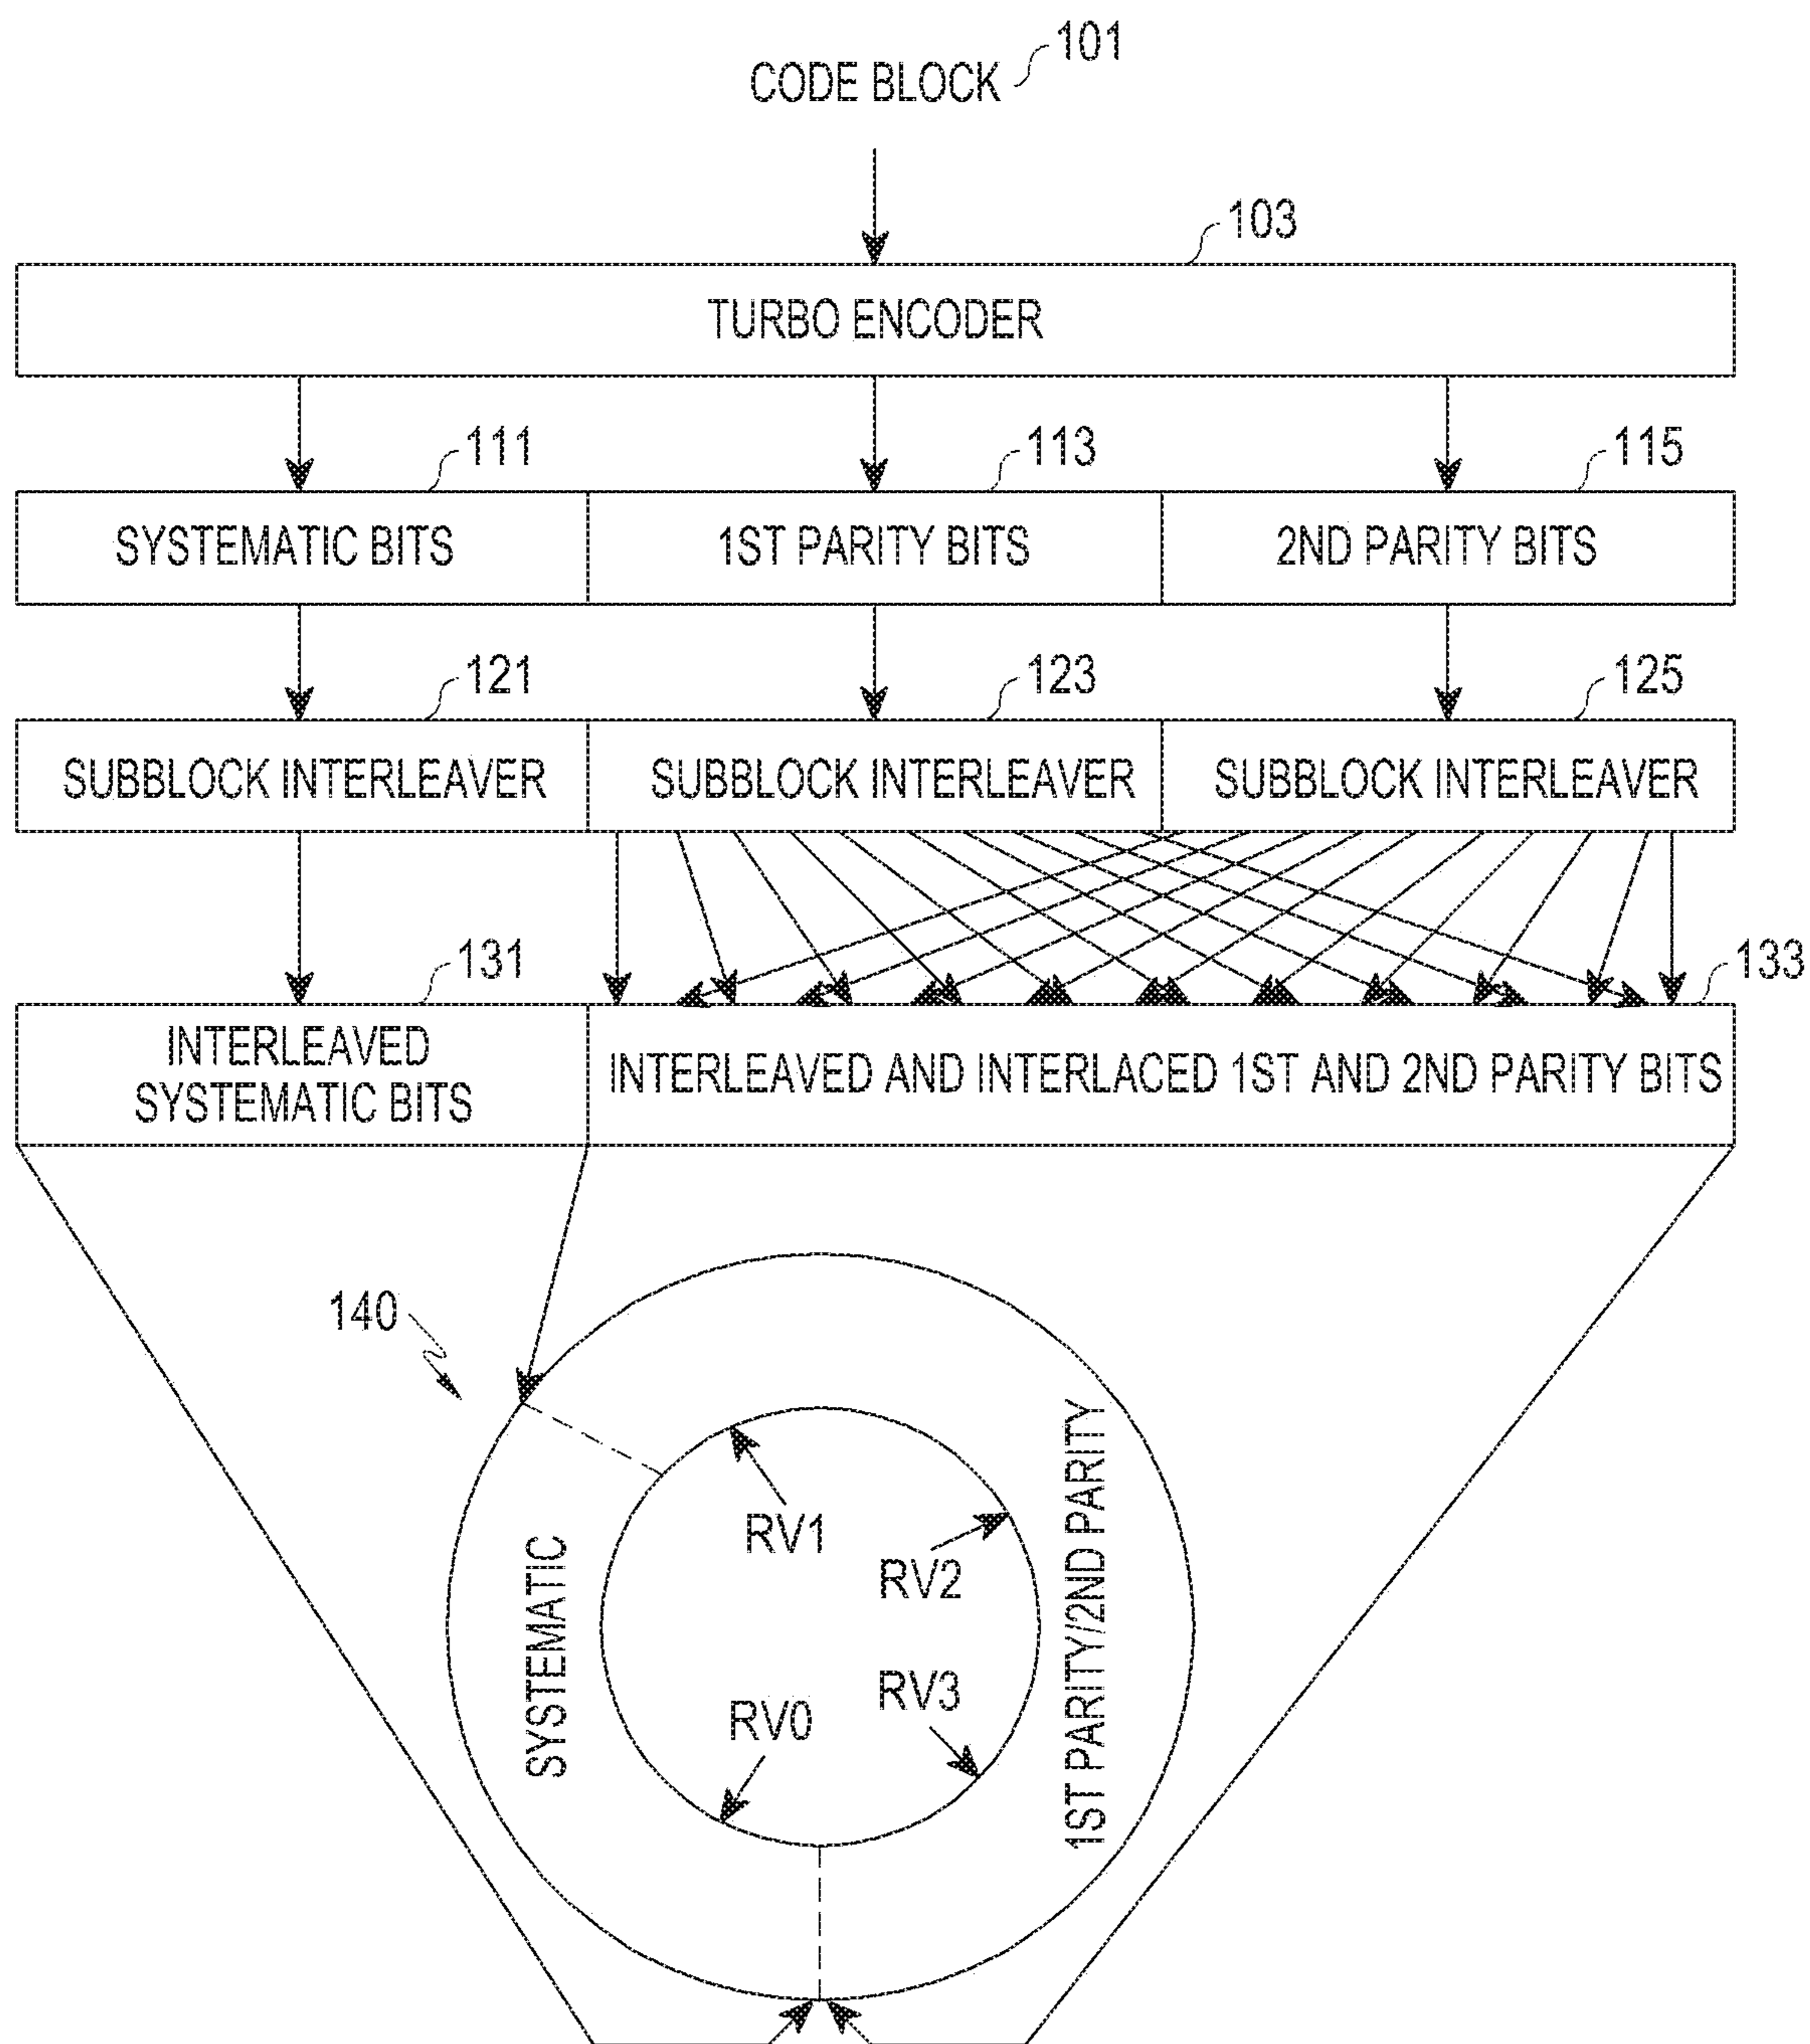 CODE BLOCK 101
103
TURBO ENCODER
111 113 115
SYSTEMATIC BITS 1ST PARITY BITS 2ND PARITY BITS
121 123 125
SUBBLOCK INTERLEAVER SUBBLOCK INTERLEAVER SUBBLOCK INTERLEAVER
131 133
INTERLEAVED
SYSTEMATIC BITS
INTERLEAVED AND INTERLACED 1ST AND 2ND PARITY BITS
140
SYSTEMATIC
RV1
RV2
RV0
RV3
1ST PARITY/2ND PARITY